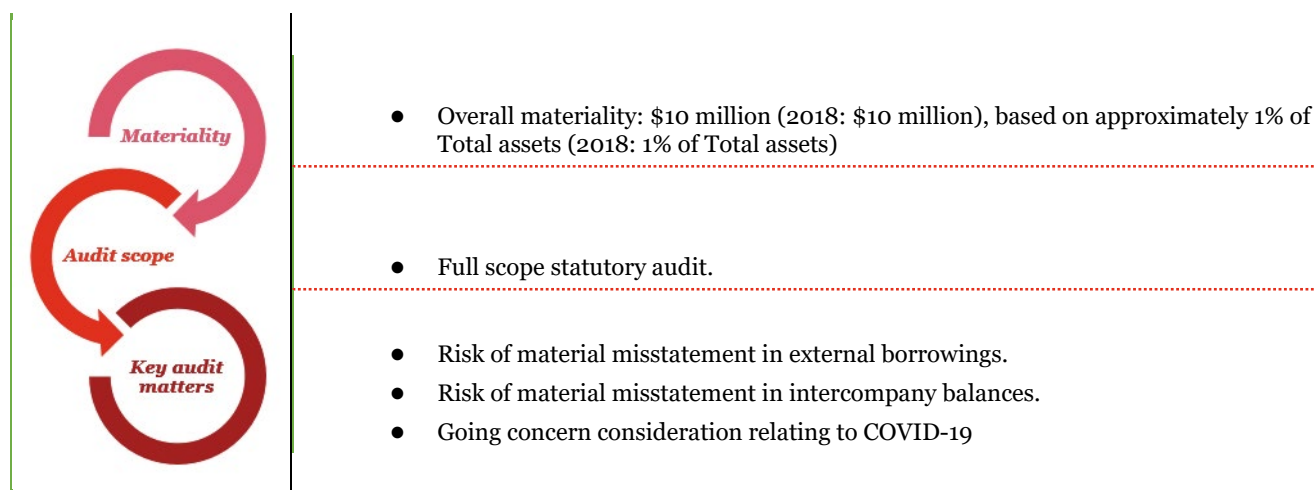 Materiality
● Overall materiality: $10 million (2018: $10 million), based on approximately 1% of
Total assets (2018: 1% of Total assets)
Audit scope
● Full scope statutory audit.
Key audit
matters
● Risk of material misstatement in external borrowings.
● Risk of material misstatement in intercompany balances.
● Going concern consideration relating to COVID-19